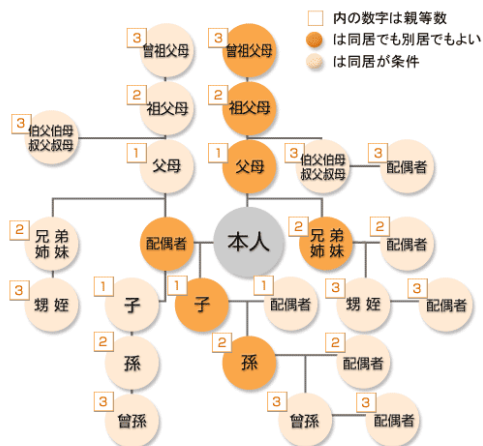 内の数字は親等数
は同居でも別居でもよい
は同居が条件
3 曾祖父母
3 曾祖父母
2 祖父母
2 祖父母
3 伯父伯母
叔父叔母
1 父母
1 父母
3 伯父伯母
叔父叔母
3 配偶者
2 兄弟
姉妹
配偶者
本人
2 兄弟
姉妹
2 配偶者
3 甥姪
1 子
1 子
1 配偶者
3 甥姪
3 配偶者
2 孫
2 孫
2 配偶者
3 曾孫
3 曾孫
3 配偶者